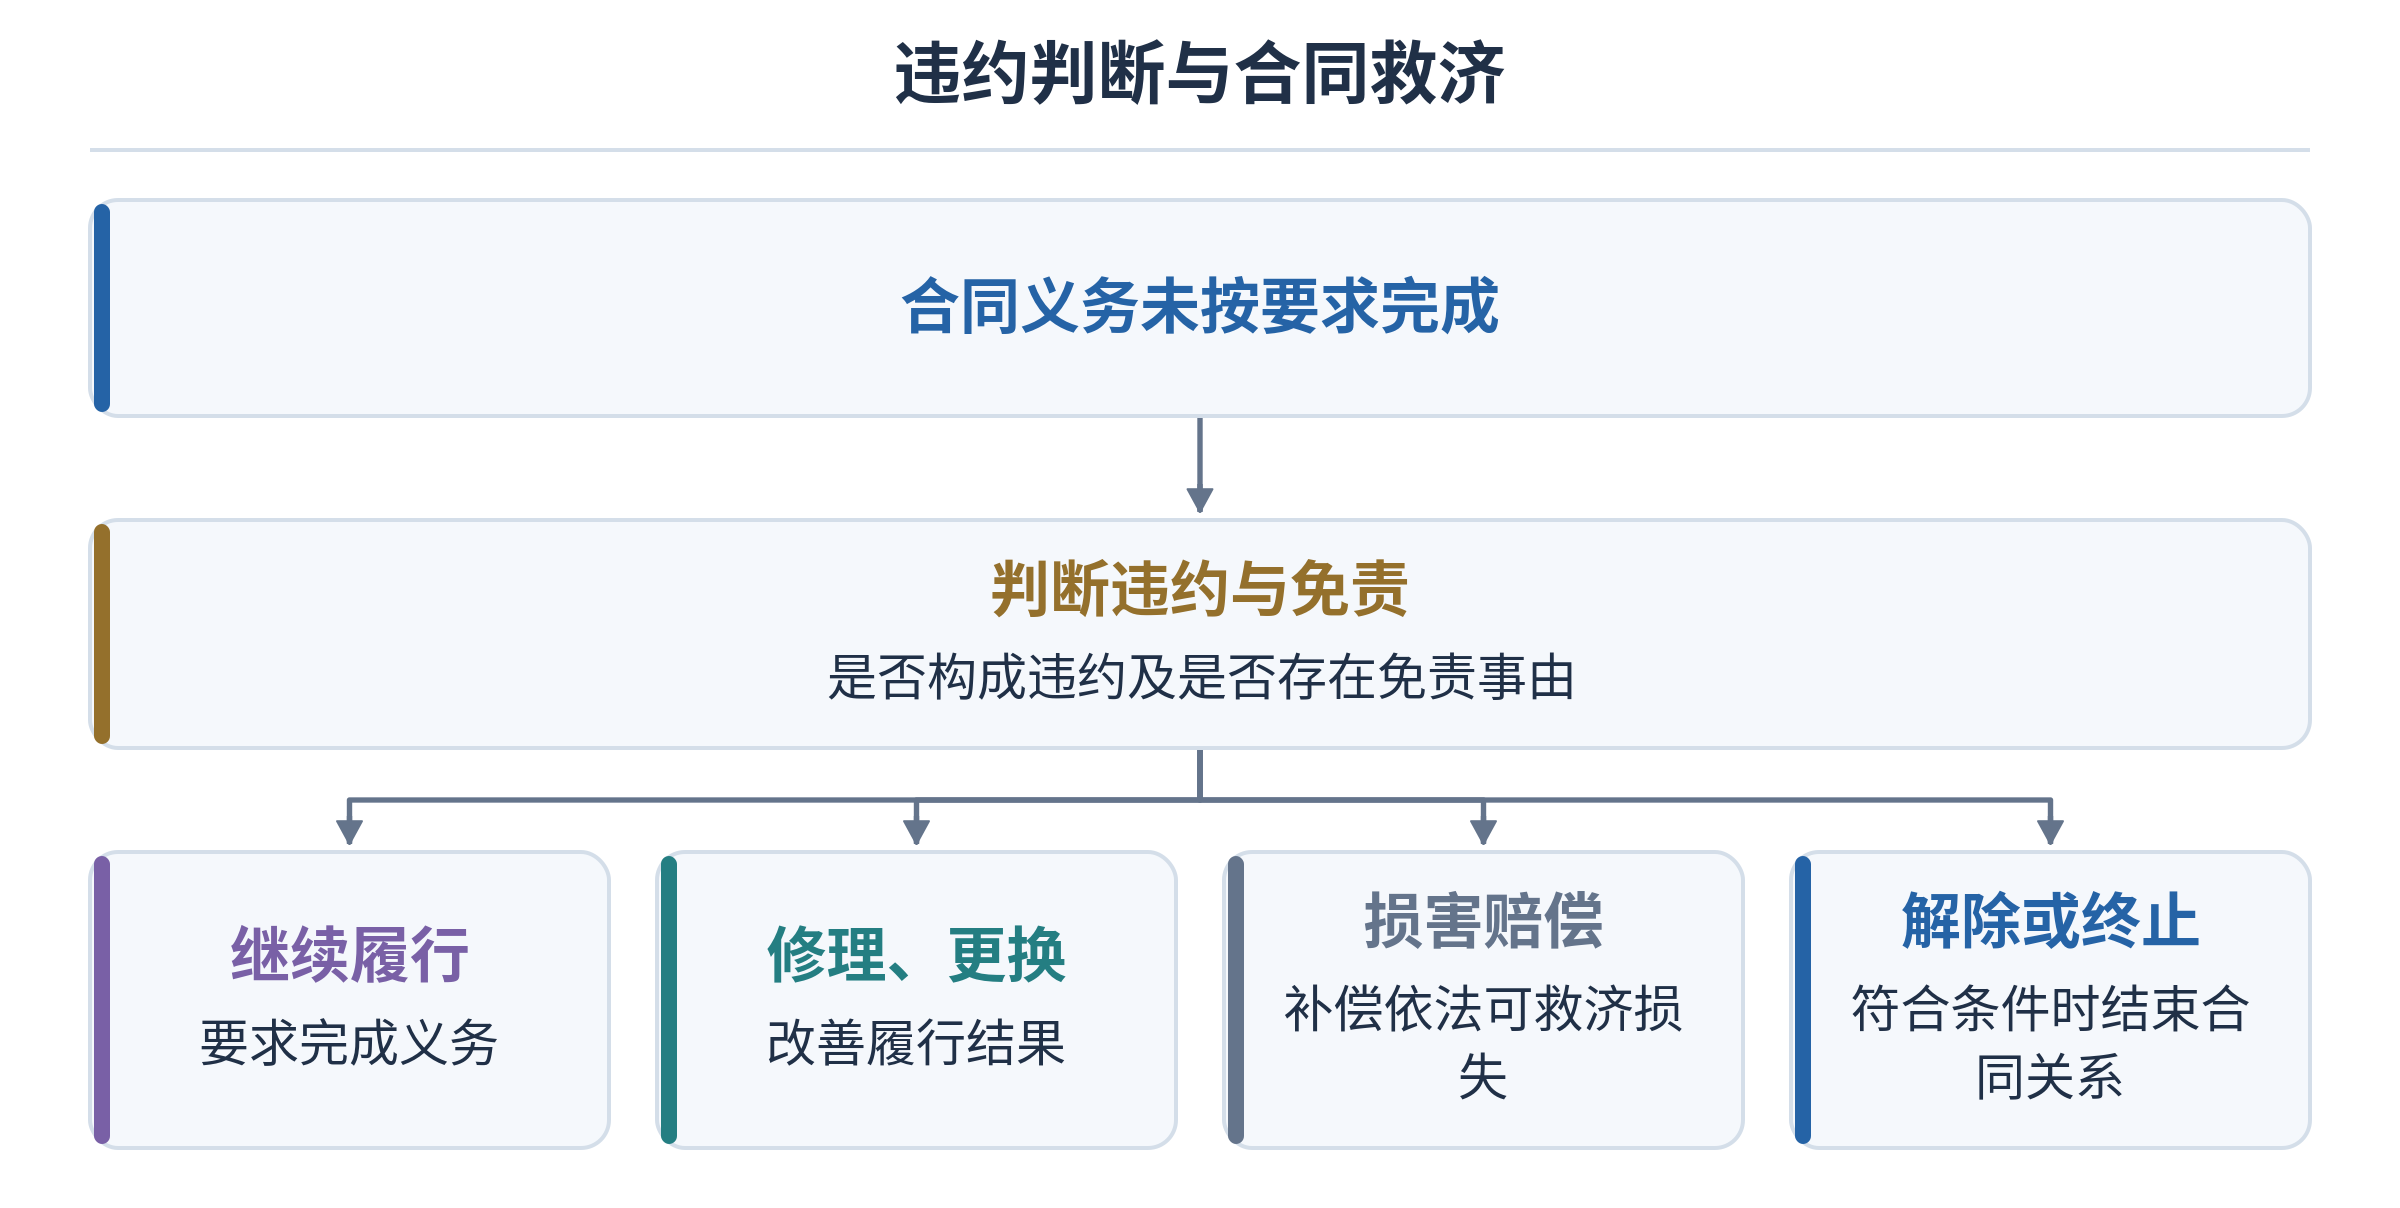 违约判断与合同救济
合同义务未按要求完成
判断违约与免责
是否构成违约及是否存在免责事由
继续履行
要求完成义务
修理、更换
改善履行结果
损害赔偿
补偿依法可救济损
失
解除或终止
符合条件时结束合
同关系